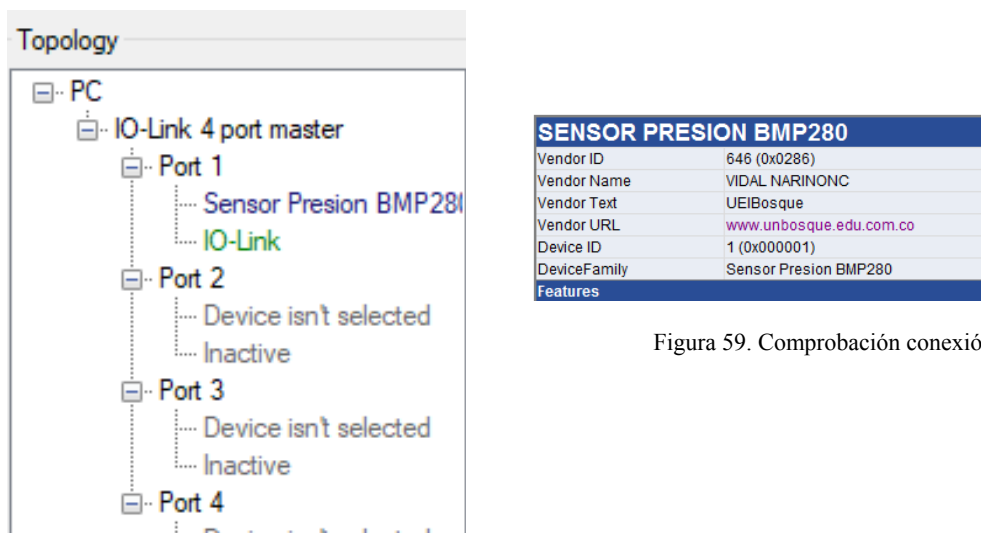 Topology
PC
IO-Link 4 port master
Port 1
Sensor Presion BMP280
IO-Link
Port 2
Device isn't selected
Inactive
Port 3
Device isn't selected
Inactive
Port 4
SENSOR PRESION BMP280
Vendor ID 646 (0x0286)
Vendor Name VIDAL NARINONC
Vendor Text UEIBosque
Vendor URL www.unbosque.edu.com.co
Device ID 1 (0x000001)
DeviceFamily Sensor Presion BMP280
Features
Figura 59. Comprobación conexió